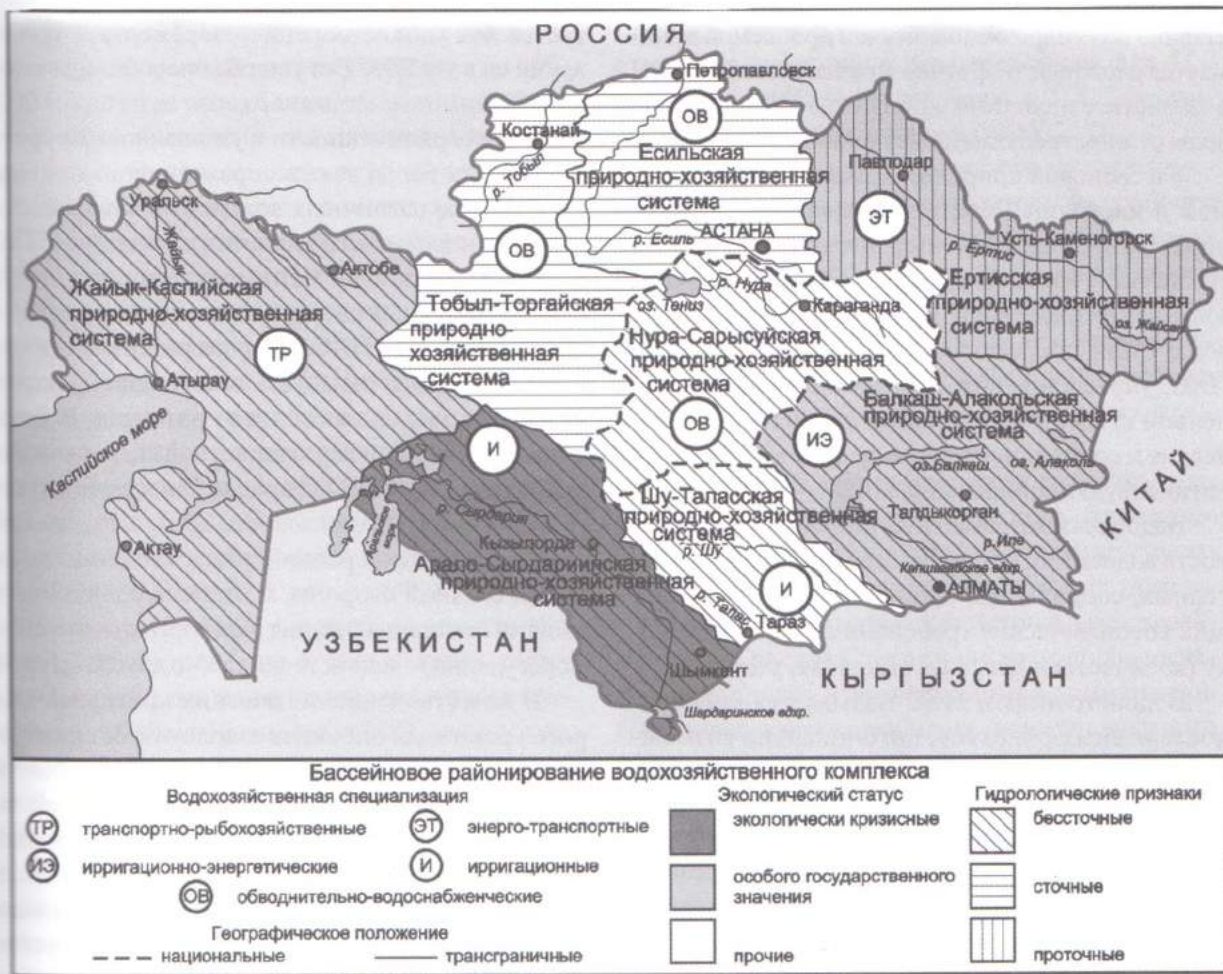 РОССИЯ
Петропавловск
Костанай
ОВ
р. Тобыл
Есильская
природно-хозяйственная
система
Павлодар
ЭТ
Уральск
Жайык
ОВ
р. Есиль
АСТАНА
р. Ертис
Усть-Каменогорск
Актобе
Жайык-Каспийская
природно-хозяйственная
система
ТР
Тобыл-Торгайская
природно-
хозяйственная
система
оз. Тениз
р. Нура
Караганда
Ертисская
природно-хозяйственная
система
оз. Жайсан
Нура-Сарысуйская
природно-хозяйственная
система
ОВ
Атырау
Каспийское море
И
ИЭ
Балкаш-Алакольская
природно-хозяйственная
система
оз. Балкаш
оз. Алаколь
КИТАЙ
Шу-Таласская
природно-хозяйственная
система
Талдыкорган
Актау
р. Сырдария
Кызылорда
р. Шу
р. Иле
Арало-Сырдариинская
природно-хозяйственная
система
Капшагайское вдхр.
АЛМАТЫ
И
р. Талас
Тараз
УЗБЕКИСТАН
Шымкент
КЫРГЫЗСТАН
Шардаринское вдхр.
Бассейновое районирование водохозяйственного комплекса
Водохозяйственная специализация
ТР транспортно-рыбохозяйственные
ЭТ энерго-транспортные
ИЭ ирригационно-энергетические
И ирригационные
ОВ обводнительно-водоснабженческие
Географическое положение
национальные
трансграничные
Экологический статус
экологически кризисные
особого государственного
значения
прочие
Гидрологические признаки
бессточные
сточные
проточные